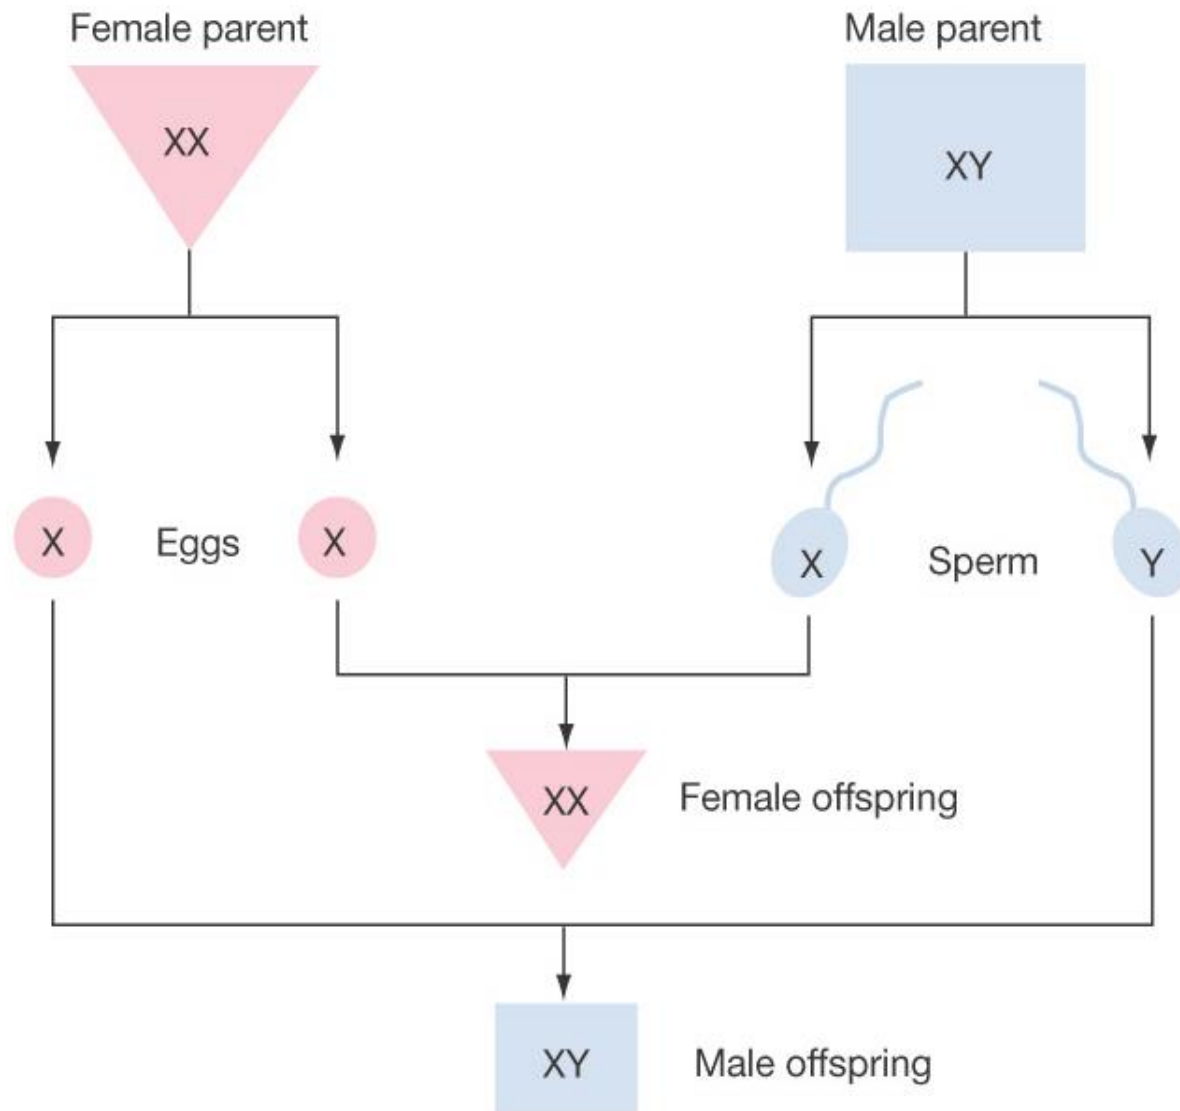 Female parent
Male parent
XX
XY
X
Eggs
X
X
Sperm
Y
XX
Female offspring
XY
Male offspring